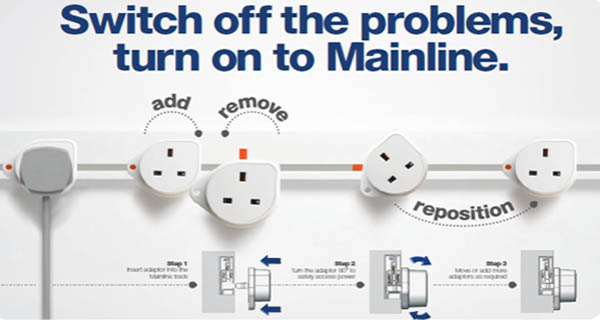 Switch off the problems,
turn on to Mainline.
add
remove
reposition
Step 1
Insert adaptor into the
Mainline track
Step 2
Turn the adaptor 90° to
safely access power
Step 3
Move or add more
adaptors as required